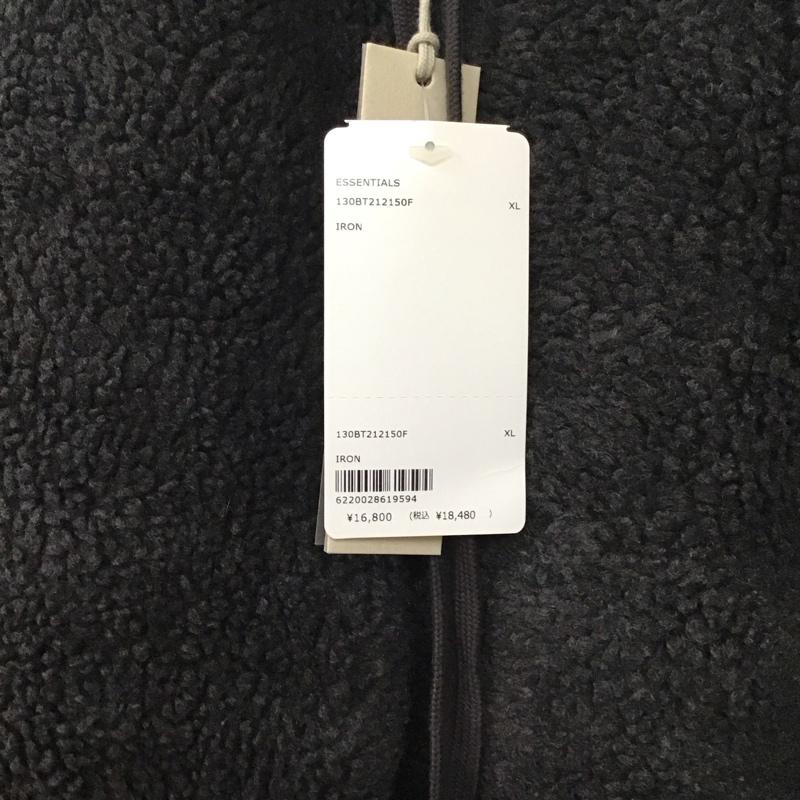 ESSENTIALS
130BT212150F XL
IRON
130BT212150F XL
IRON
6220028619594
¥16,800 (税込 ¥18,480 )